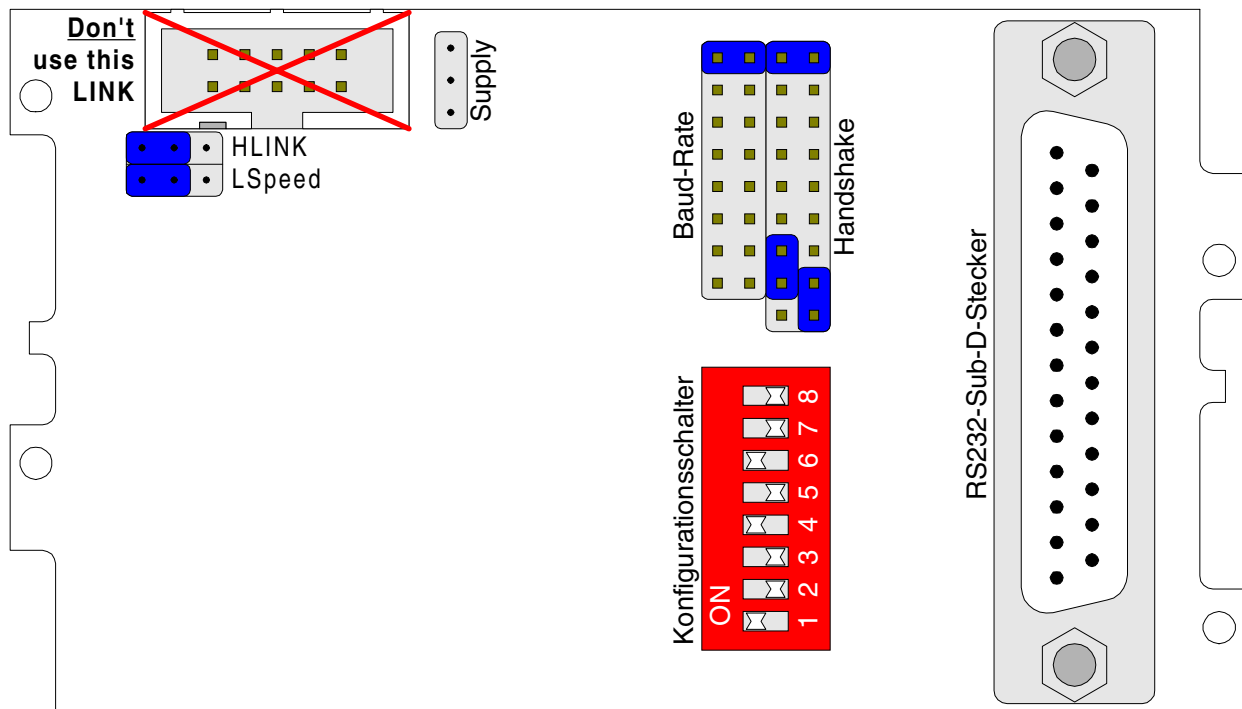 Don't
use this
LINK
Supply
HLINK
LSpeed
Baud-Rate
Handshake
Konfigurationsschalter
ON
8
7
6
5
4
3
2
1
RS232-Sub-D-Stecker